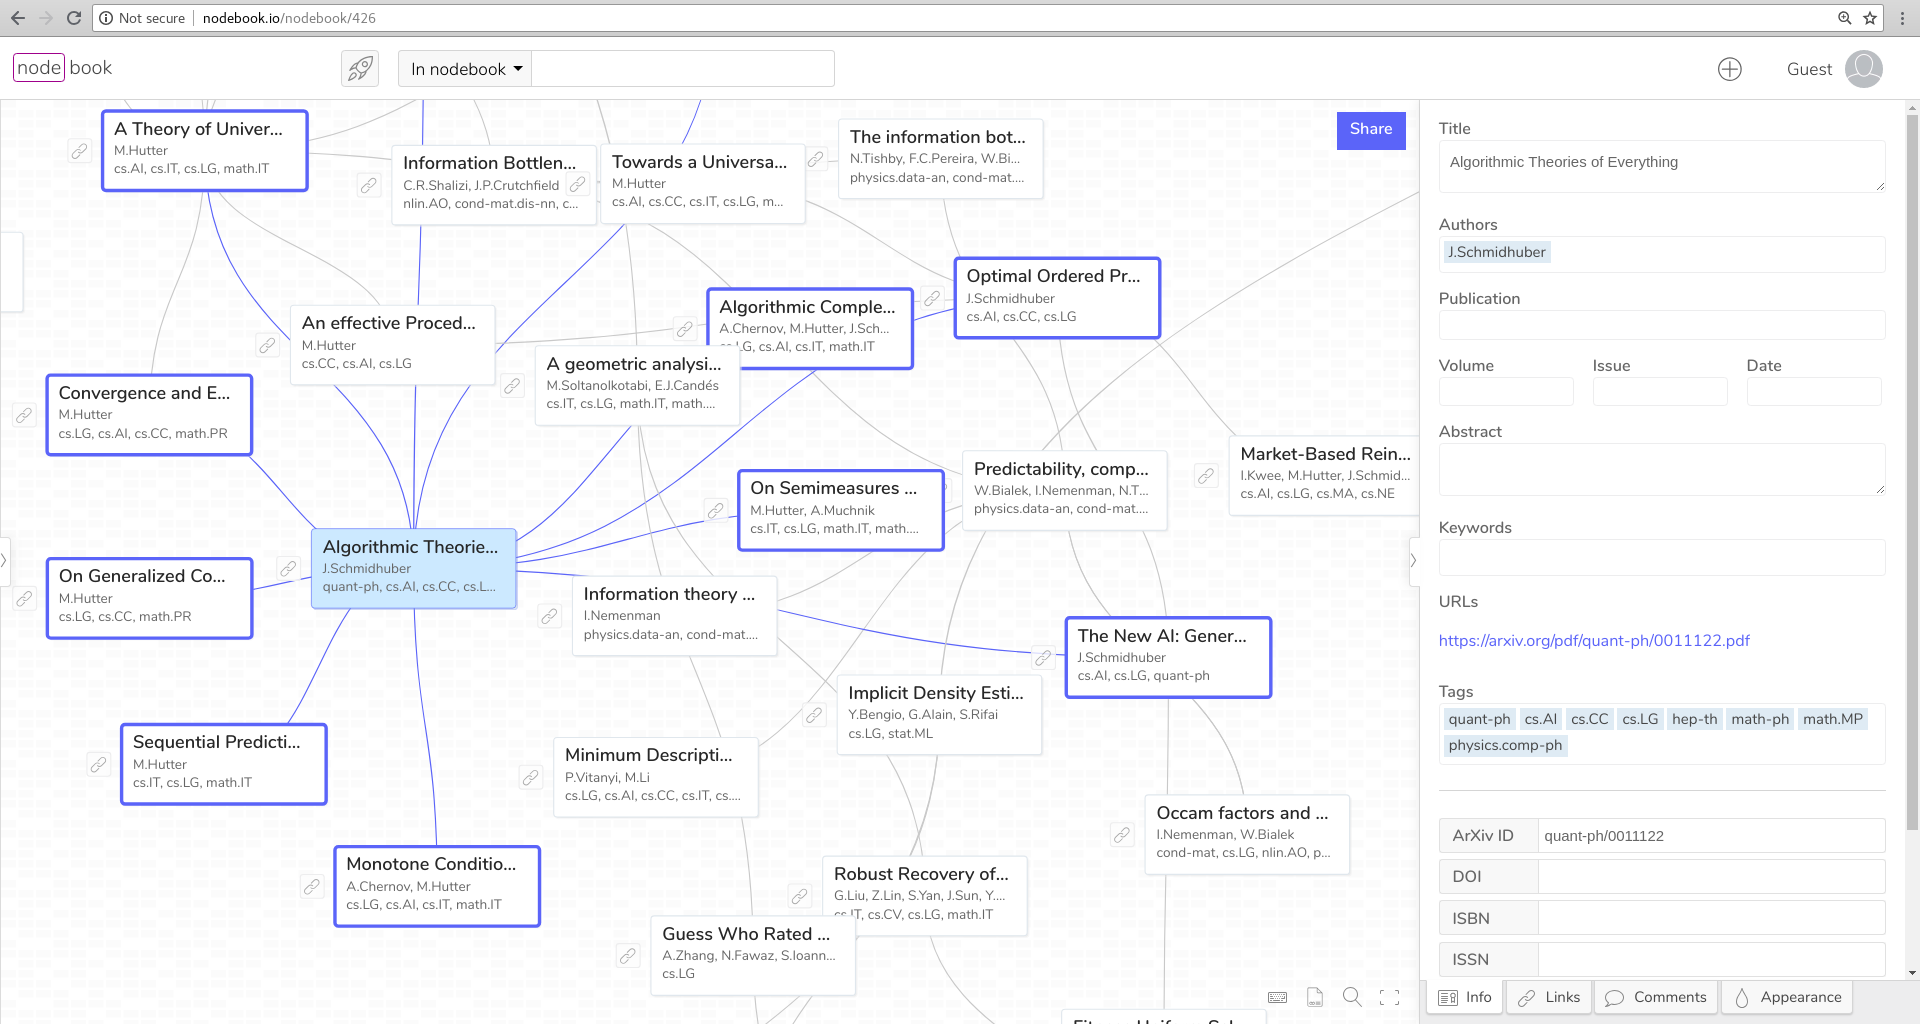 Not secure
nodebook.io/nodebook/426
node book
In nodebook
Guest
A Theory of Univer...
M.Hutter
cs.AI, cs.IT, cs.LG, math.IT
Information Bottlen...
C.R.Shalizi, J.P.Crutchfield
nlin.AO, cond-mat.dis-nn, c...
Towards a Universa...
M.Hutter
cs.AI, cs.CC, cs.IT, cs.LG, m...
The information bot...
N.Tishby, F.C.Pereira, W.Bi...
physics.data-an, cond-mat....
Share
Optimal Ordered Pr...
J.Schmidhuber
cs.AI, cs.CC, cs.LG
Algorithmic Comple...
A.Chernov, M.Hutter, J.Sch...
cs.LG, cs.AI, cs.IT, math.IT
An effective Proced...
M.Hutter
cs.CC, cs.AI, cs.LG
A geometric analysi...
M.Soltanolkotabi, E.J.Candés
cs.IT, cs.LG, math.IT, math....
Convergence and E...
M.Hutter
cs.LG, cs.AI, cs.CC, math.PR
Market-Based Rein...
I.Kwee, M.Hutter, J.Schmid...
cs.AI, cs.LG, cs.MA, cs.NE
Predictability, comp...
W.Bialek, I.Nemenman, N.T...
physics.data-an, cond-mat....
On Semimeasures ...
M.Hutter, A.Muchnik
cs.IT, cs.LG, math.IT, math....
Algorithmic Theorie...
J.Schmidhuber
quant-ph, cs.AI, cs.CC, cs.L...
On Generalized Co...
M.Hutter
cs.LG, cs.CC, math.PR
Information theory ...
I.Nemenman
physics.data-an, cond-mat....
The New AI: Gener...
J.Schmidhuber
cs.AI, cs.LG, quant-ph
Implicit Density Esti...
Y.Bengio, G.Alain, S.Rifai
cs.LG, stat.ML
Sequential Predicti...
M.Hutter
cs.IT, cs.LG, math.IT
Minimum Descripti...
P.Vitanyi, M.Li
cs.LG, cs.AI, cs.CC, cs.IT, cs....
Occam factors and ...
I.Nemenman, W.Bialek
cond-mat, cs.LG, nlin.AO, p...
Monotone Conditio...
A.Chernov, M.Hutter
cs.LG, cs.AI, cs.IT, math.IT
Robust Recovery of...
G.Liu, Z.Lin, S.Yan, J.Sun, Y....
cs.IT, cs.CV, cs.LG, math.IT
Guess Who Rated ...
A.Zhang, N.Fawaz, S.Ioann...
cs.LG
Title
Algorithmic Theories of Everything
Authors
J.Schmidhuber
Publication
Volume Issue Date
Abstract
Keywords
URLs
https://arxiv.org/pdf/quant-ph/0011122.pdf
Tags
quant-ph cs.AI cs.CC cs.LG hep-th math-ph math.MP
physics.comp-ph
ArXiv ID quant-ph/0011122
DOI
ISBN
ISSN
Info Links Comments Appearance